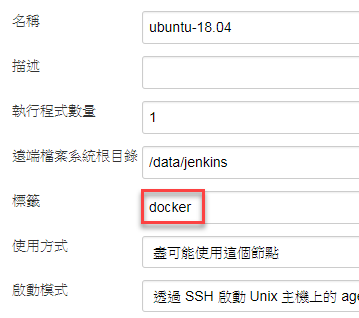 名稱 ubuntu-18.04
描述
執行程式數量 1
遠端檔案系統根目錄 /data/jenkins
標籤 docker
使用方式 盡可能使用這個節點
啟動模式 透過 SSH 啟動 Unix 主機上的 age